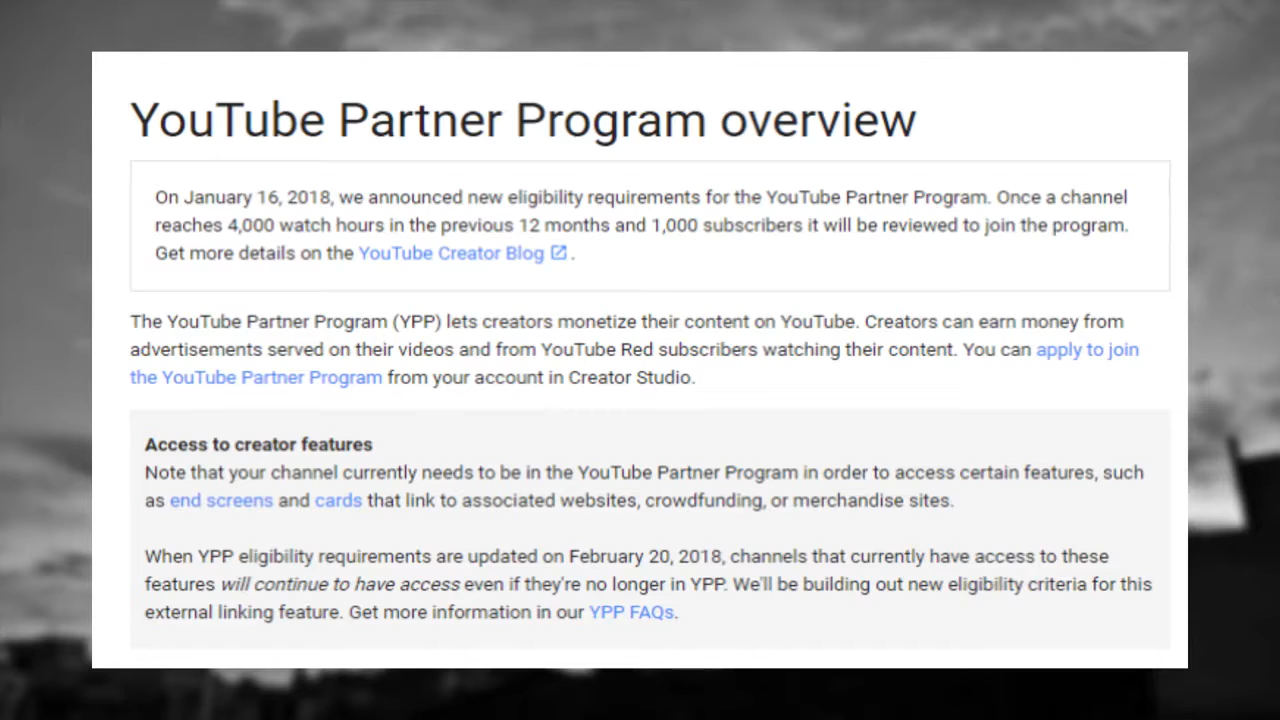 YouTube Partner Program overview
On January 16, 2018, we announced new eligibility requirements for the YouTube Partner Program. Once a channel
reaches 4,000 watch hours in the previous 12 months and 1,000 subscribers it will be reviewed to join the program.
Get more details on the YouTube Creator Blog.
The YouTube Partner Program (YPP) lets creators monetize their content on YouTube. Creators can earn money from
advertisements served on their videos and from YouTube Red subscribers watching their content. You can apply to join
the YouTube Partner Program from your account in Creator Studio.
Access to creator features
Note that your channel currently needs to be in the YouTube Partner Program in order to access certain features, such
as end screens and cards that link to associated websites, crowdfunding, or merchandise sites.
When YPP eligibility requirements are updated on February 20, 2018, channels that currently have access to these
features will continue to have access even if they're no longer in YPP. We'll be building out new eligibility criteria for this
external linking feature. Get more information in our YPP FAQs.